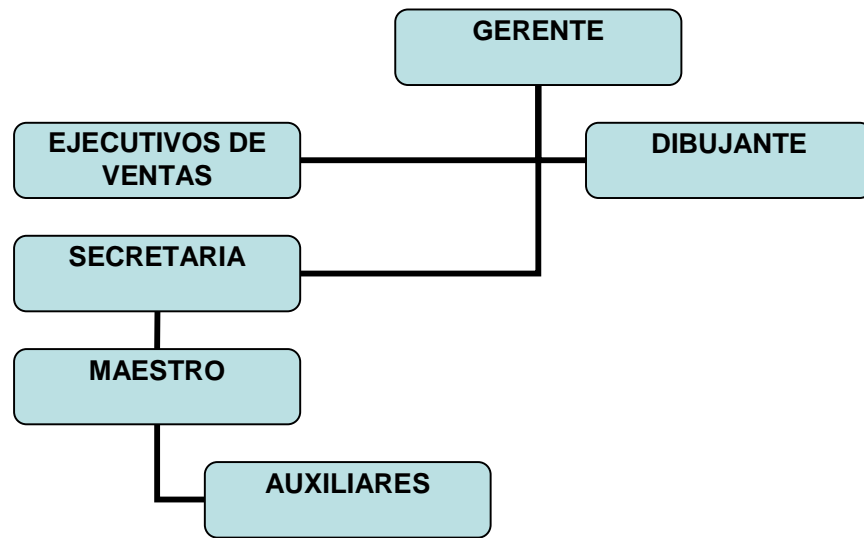 GERENTE
EJECUTIVOS DE
VENTAS
DIBUJANTE
SECRETARIA
MAESTRO
AUXILIARES